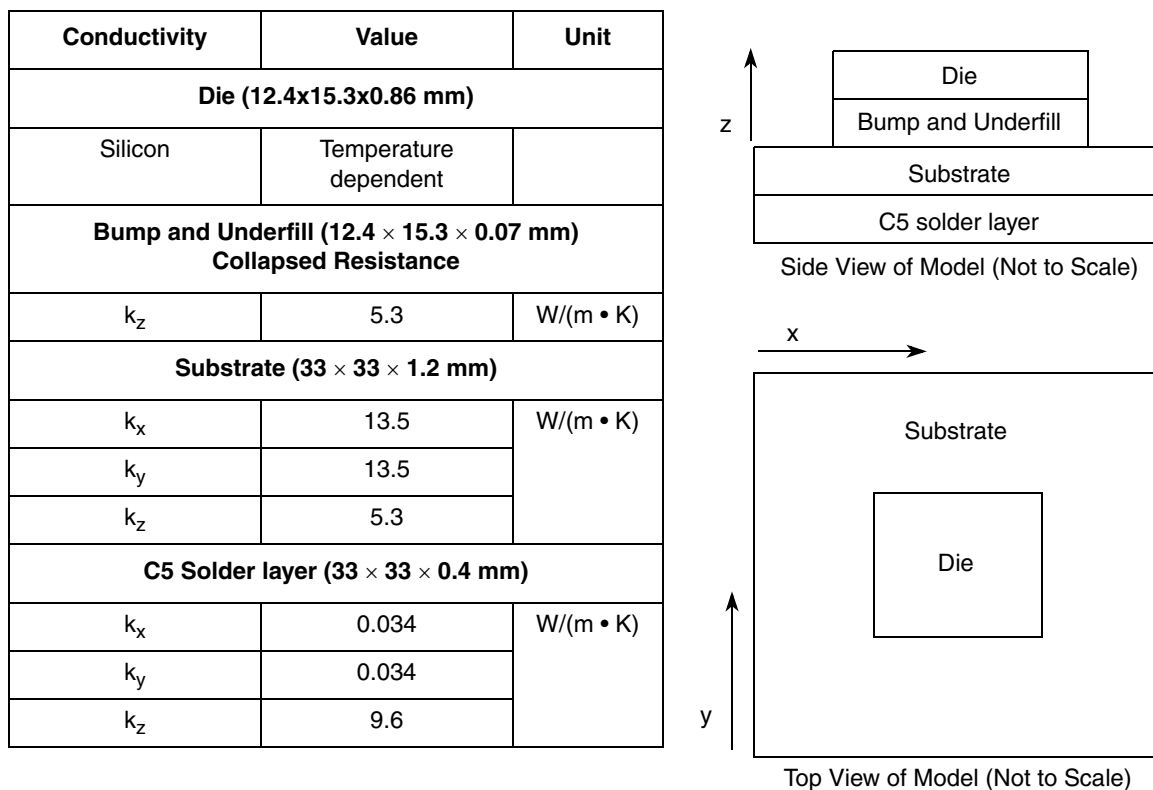 Conductivity Value Unit
Die (12.4x15.3x0.86 mm)
Silicon Temperature
dependent
Bump and Underfill (12.4 × 15.3 × 0.07 mm)
Collapsed Resistance
kz 5.3 W/(m • K)
Substrate (33 × 33 × 1.2 mm)
kx 13.5 W/(m • K)
ky 13.5
kz 5.3
C5 Solder layer (33 × 33 × 0.4 mm)
kx 0.034 W/(m • K)
ky 0.034
kz 9.6
Die
z Bump and Underfill
Substrate
C5 solder layer
Side View of Model (Not to Scale)
x
Substrate
Die
y
Top View of Model (Not to Scale)